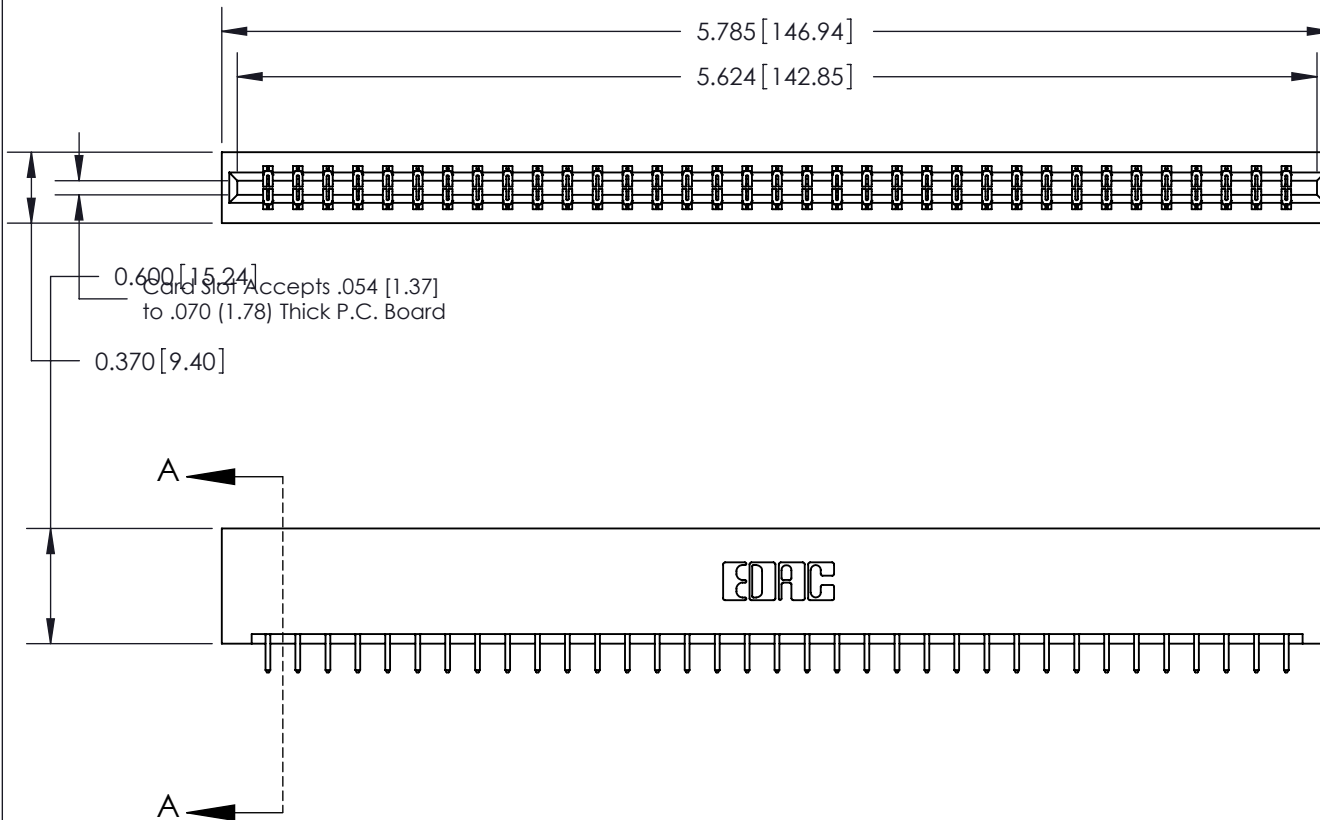 5.785 [146.94]
5.624 [142.85]
0.600 [15.24]
Card Slot Accepts .054 [1.37]
to .070 (1.78) Thick P.C. Board
0.370 [9.40]
A
EDAC
A